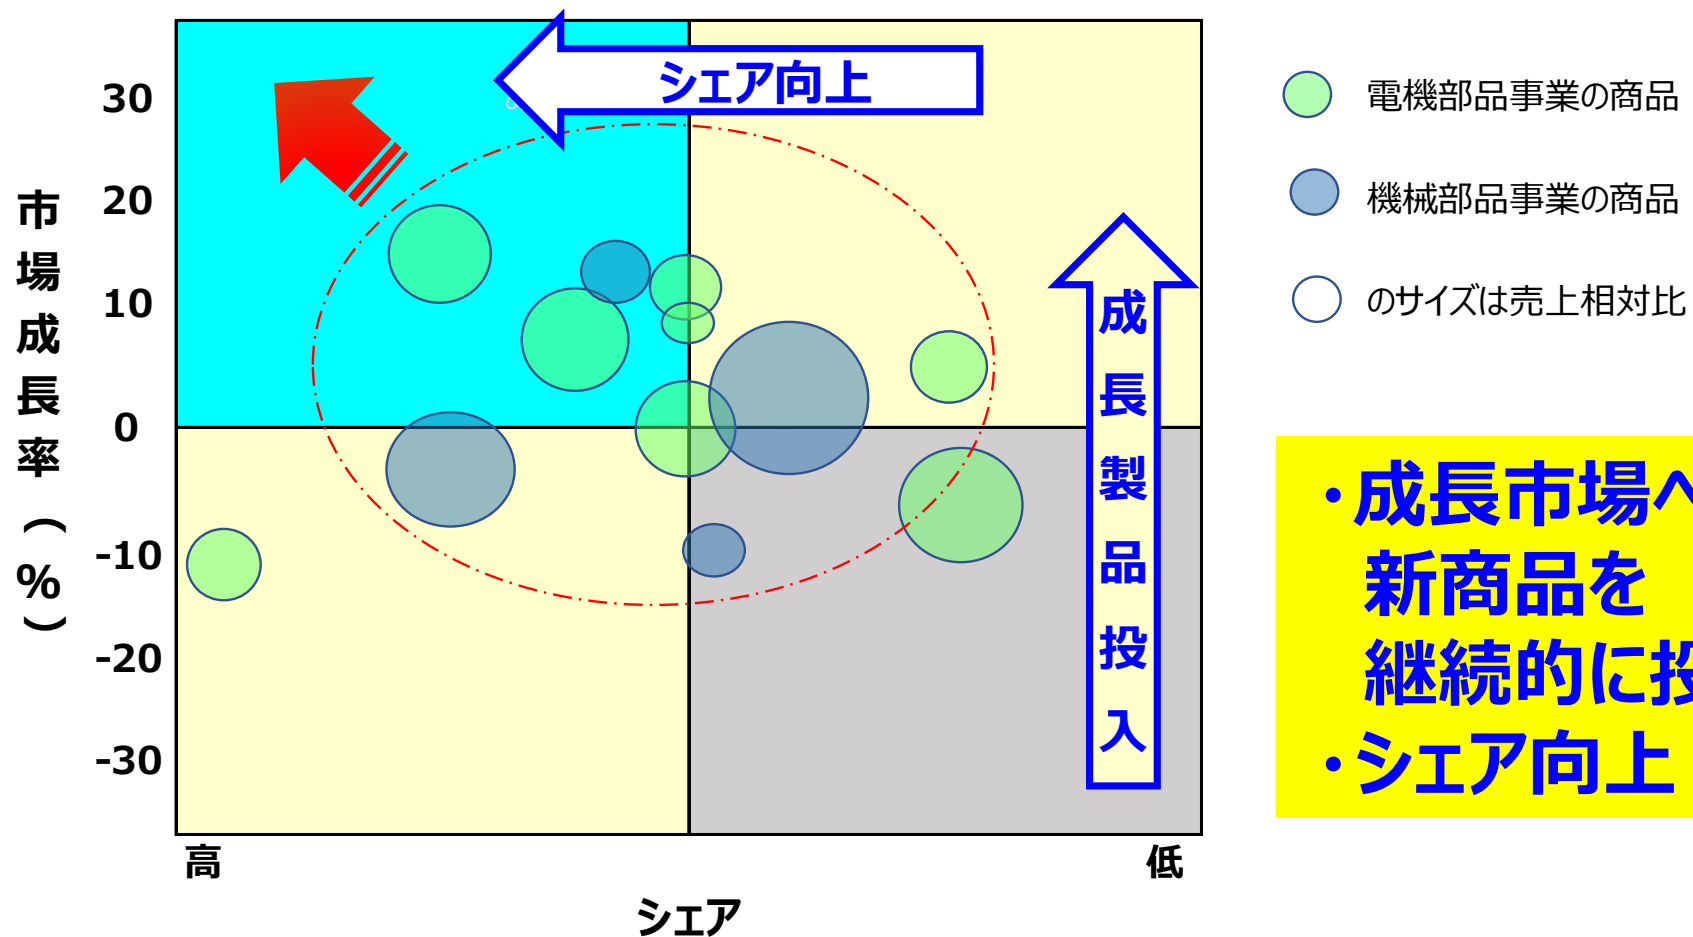 シェア向上
30
20
10
0
-10
-20
-30
市場成長率(%)
成長製品投入
高
低
シェア
電機部品事業の商品
機械部品事業の商品
のサイズは売上相対比
・成長市場へ
新商品を
継続的に投
・シェア向上